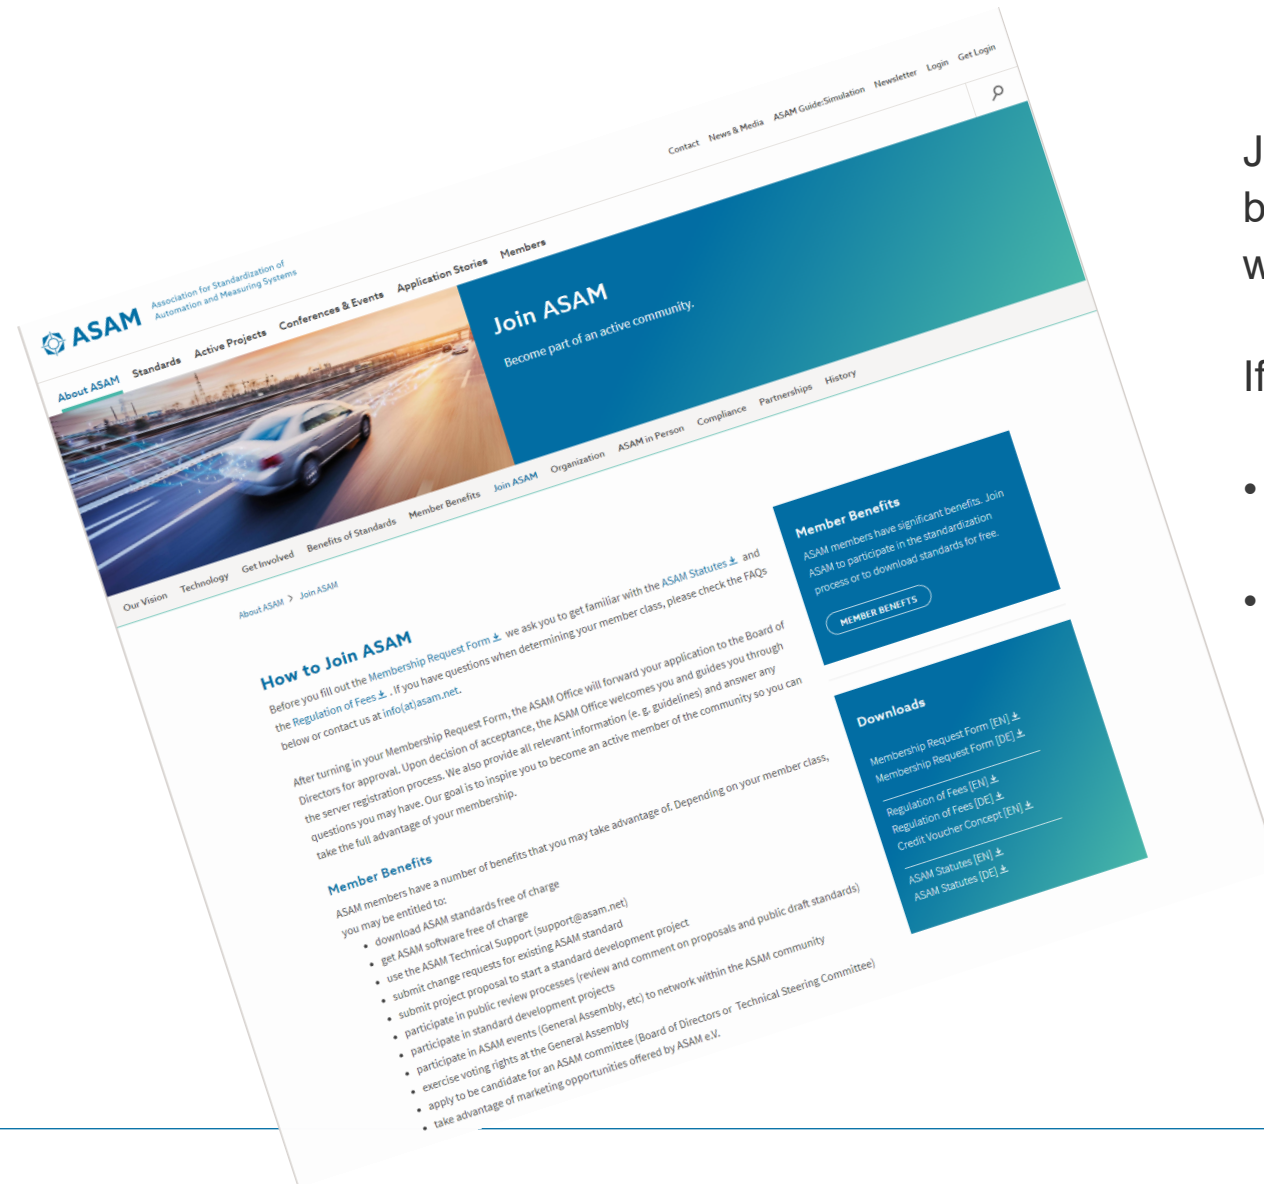 Contact News & Media ASAM Guide:Simulation Newsletter Login Get Login
ASAM
Association for Standardization of
Automation and Measuring Systems
About ASAM Standards Active Projects Conferences & Events Application Stories Members
Join ASAM
Become part of an active community.
Our Vision Technology Get Involved Benefits of Standards Member Benefits Join ASAM Organization ASAM in Person Compliance Partnerships History
About ASAM > Join ASAM
How to Join ASAM
Before you fill out the Membership Request Form we ask you to get familiar with the ASAM Statutes and
the Regulation of Fees . If you have questions when determining your member class, please check the FAQs
below or contact us at info(at)asam.net.
After turning in your Membership Request Form, the ASAM Office will forward your application to the Board of
Directors for approval. Upon decision of acceptance, the ASAM Office welcomes you and guides you through
the server registration process. We also provide all relevant information (e. g. guidelines) and answer any
questions you may have. Our goal is to inspire you to become an active member of the community so you can
take the full advantage of your membership.
Member Benefits
ASAM members have a number of benefits that you may take advantage of. Depending on your member class,
you may be entitled to:
• download ASAM standards free of charge
• get ASAM software free of charge
• use the ASAM Technical Support (support@asam.net)
• submit change requests for existing ASAM standard
• submit project proposal to start a standard development project
• participate in public review processes (review and comment on proposals and public draft standards)
• participate in standard development projects
• participate in ASAM events (General Assembly, etc) to network within the ASAM community
• exercise voting rights at the General Assembly
• apply to be candidate for an ASAM committee (Board of Directors or Technical Steering Committee)
• take advantage of marketing opportunities offered by ASAM e.V.
Member Benefits
ASAM members have significant benefits. Join
ASAM to participate in the standardization
process or to download standards for free.
MEMBER BENEFTS
Downloads
Membership Request Form [EN]
Membership Request Form [DE]
Regulation of Fees [EN]
Regulation of Fees [DE]
Credit Voucher Concept [EN]
ASAM Statutes [EN]
ASAM Statutes [DE]
J
b
w
If
•
•